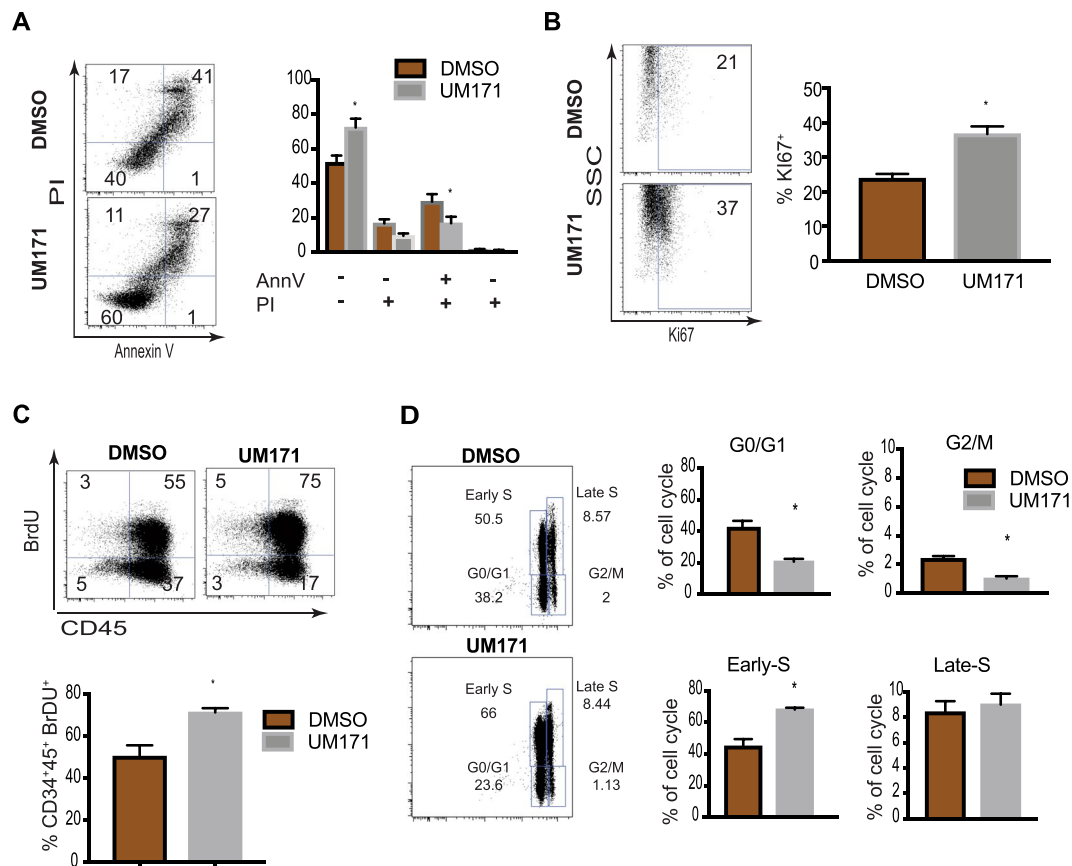 A
DMSO
17 41
40 1
UM171
11 27
60 1
PI
Annexin V
DMSO
UM171
100
80
60
40
20
0
* *
AnnV - - + -
PI - + + +
B
DMSO
21
UM171
37
SSC
Ki67
% KI67+
50
40
30
20
10
0
*
DMSO UM171
C
DMSO UM171
3 55 5 75
5 37 3 17
BrdU
CD45
% CD34+45+ BrDU+
80
60
40
20
0
*
DMSO
UM171
D
DMSO
Early S Late S
50.5 8.57
G0/G1 G2/M
38.2 2
UM171
Early S Late S
66 8.44
G0/G1 G2/M
23.6 1.13
G0/G1
% of cell cycle
80
60
40
20
0
*
G2/M
% of cell cycle
10
8
6
4
2
0
*
DMSO
UM171
Early-S
% of cell cycle
80
60
40
20
0
*
Late-S
% of cell cycle
10
8
6
4
2
0